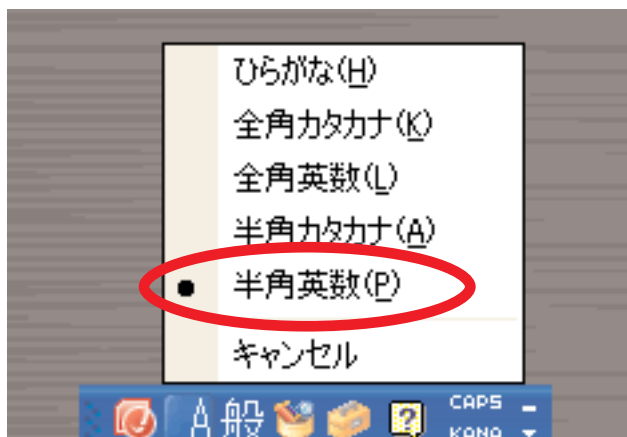 ひらがな(H)
全角カタカナ(K)
全角英数(L)
半角カタカナ(A)
半角英数(P)
キャンセル
A 般 ? CAPS
KANA